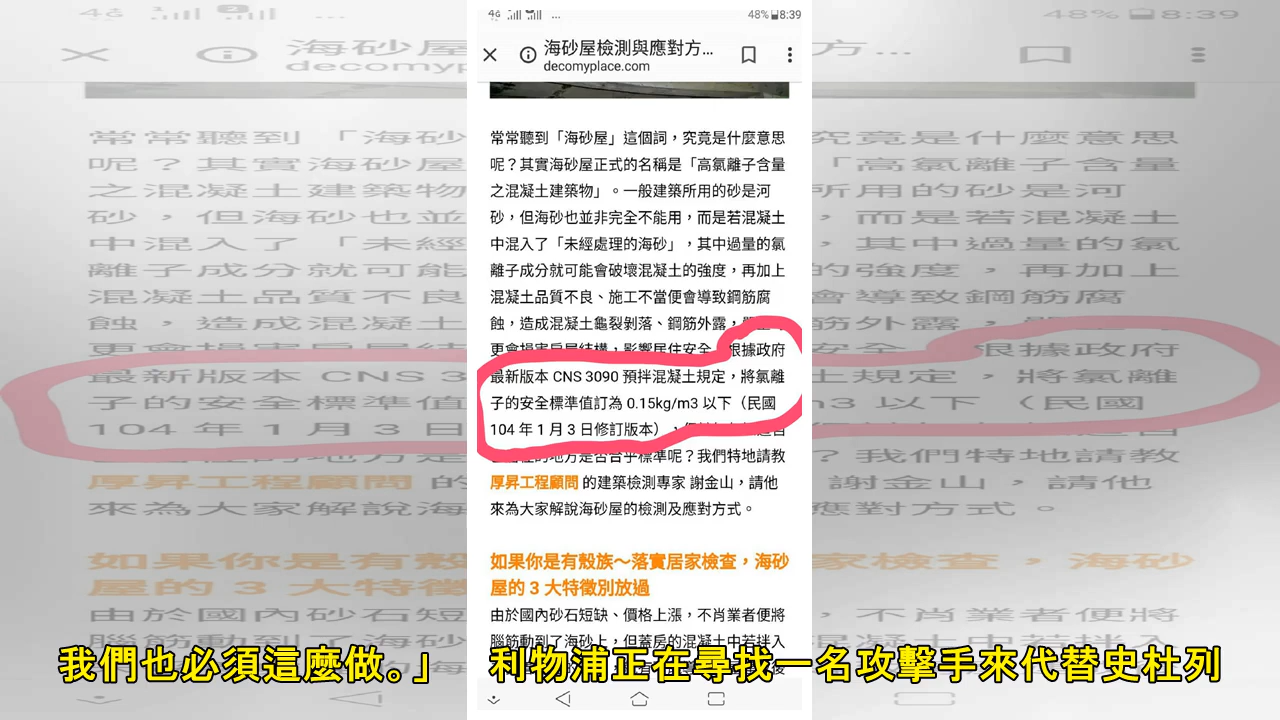 4G ... 48% 8:39
海砂屋檢測與應對方...
decomyplace.com
常常聽到「海砂屋」這個詞，究竟是什麼意思
呢？其實海砂屋正式的名稱是「高氯離子含量
之混凝土建築物」。一般建築所用的砂是河
砂，但海砂也並非完全不能用，而是若混凝土
中混入了「未經處理的海砂」，其中過量的氯
離子成分就可能會破壞混凝土的強度，再加上
混凝土品質不良、施工不當便會導致鋼筋腐
蝕，造成混凝土龜裂剝落、鋼筋外露，
更會損害房屋結構，影響居住安全。根據政府
最新版本 CNS 3090 預拌混凝土規定，將氯離
子的安全標準值訂為 0.15kg/m3 以下（民國
104 年 1 月 3 日修訂版本），
的地方是否合乎標準呢？我們特地請教
厚昇工程顧問 的建築檢測專家 謝金山，請他
來為大家解說海砂屋的檢測及應對方式。
如果你是有殼族～落實居家檢查，海砂
屋的 3 大特徵別放過
由於國內砂石短缺、價格上漲，不肖業者便將
腦筋動到了海砂上，但蓋房的混凝土中若拌入
我們也必須這麼做。」 利物浦正在尋找一名攻擊手來代替史杜列